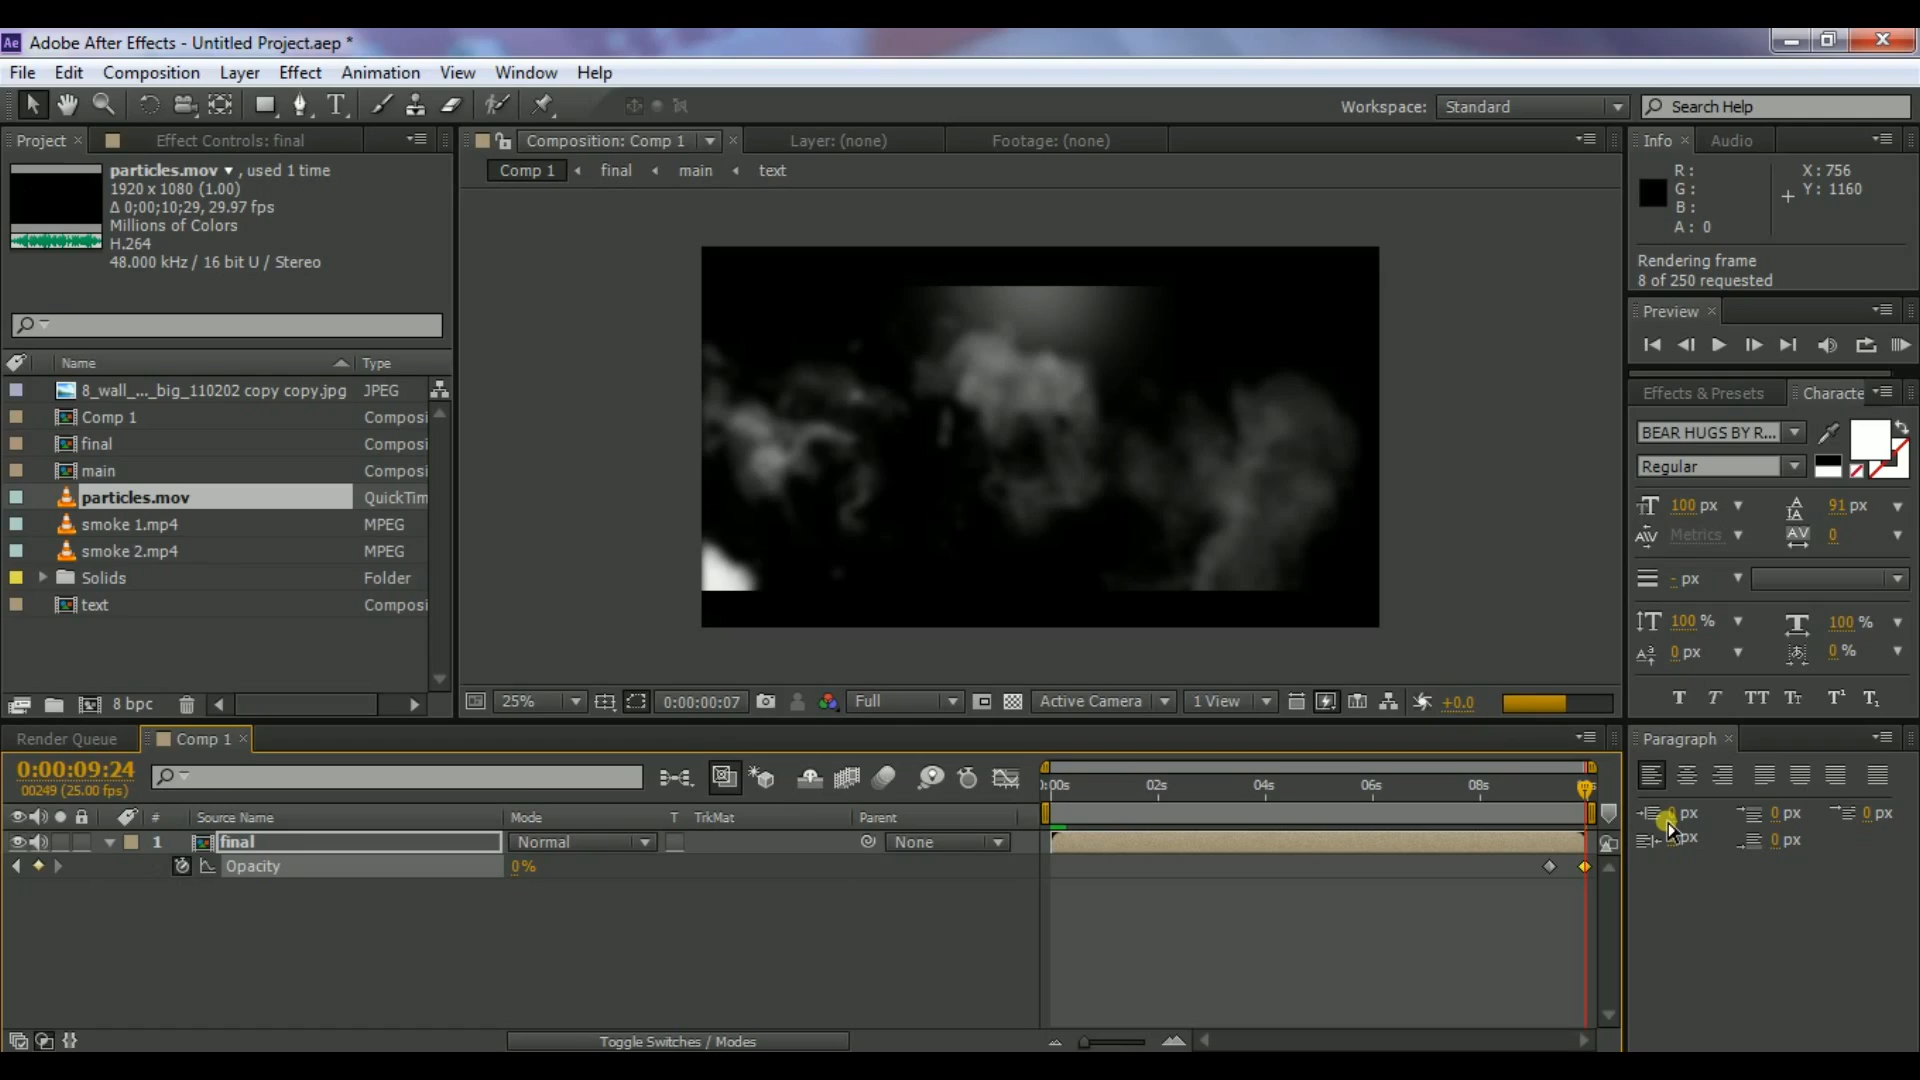 Ae Adobe After Effects - Untitled Project.aep *
File Edit Composition Layer Effect Animation View Window Help
Workspace: Standard Search Help
Project × Effect Controls: final
particles.mov ▼ , used 1 time
1920 x 1080 (1.00)
Δ 0;00;10;29, 29.97 fps
Millions of Colors
H.264
48.000 kHz / 16 bit U / Stereo
Name Type
8_wall_..._big_110202 copy copy.jpg JPEG
Comp 1 Composi
final Composi
main Composi
particles.mov QuickTim
smoke 1.mp4 MPEG
smoke 2.mp4 MPEG
Solids Folder
text Composi
8 bpc
Composition: Comp 1 × Layer: (none) Footage: (none)
Comp 1 final main text
25% 0:00:00:07 Full Active Camera 1 View +0.0
Info × Audio
R : X : 756
G : Y : 1160
B :
A : 0
Rendering frame
8 of 250 requested
Preview ×
Effects & Presets Characte
BEAR HUGS BY R...
Regular
100 px 91 px
Metrics 0
- px
100 % 100 %
0 px 0 %
T T TT Tt T¹ T₁
Render Queue Comp 1 ×
0:00:09:24
00249 (25.00 fps)
:00s 02s 04s 06s 08s
# Source Name Mode T TrkMat Parent
1 final Normal None
Opacity 0 %
Toggle Switches / Modes
Paragraph ×
px 0 px 0 px
px 0 px